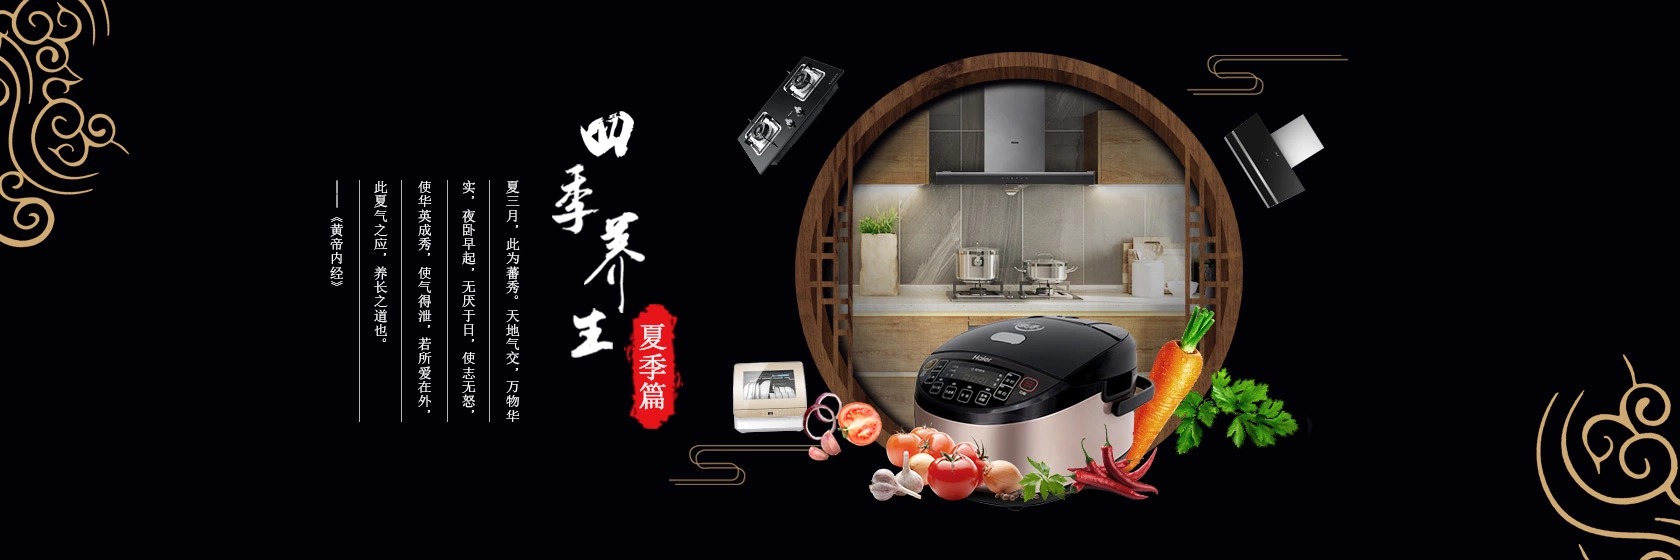 四季养生
夏季篇
夏三月，此为蕃秀。天地气交，万物华
实，夜卧早起，无厌于日，使志无怒，
使华英成秀，使气得泄，若所爱在外，
此夏气之应，养长之道也。
——《黄帝内经》
Haier